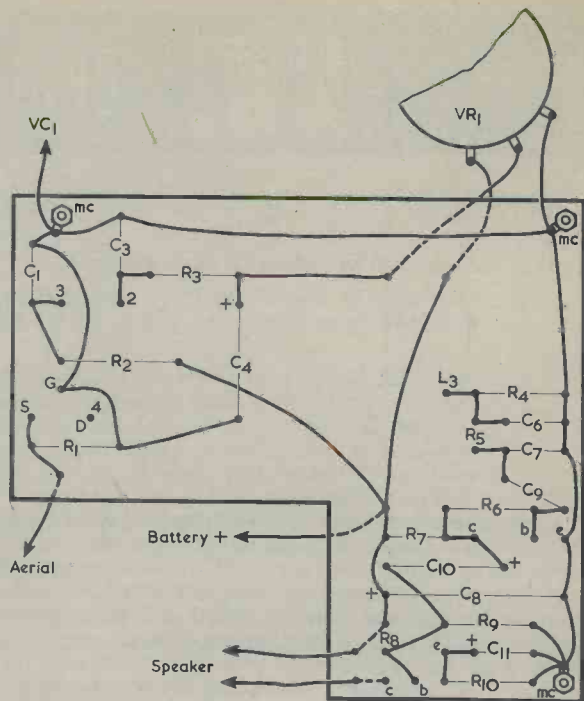 VR1
VC1
mc
mc
C1
C3
3
2
R3
+
R2
C4
G
S
D
4
R1
Aerial
L3
R4
C6
R5
C7
C9
R6
Battery +
R7
c
b
e
C10
+
+
C8
R8
R9
Speaker
e
+
C11
c
b
R10
mc